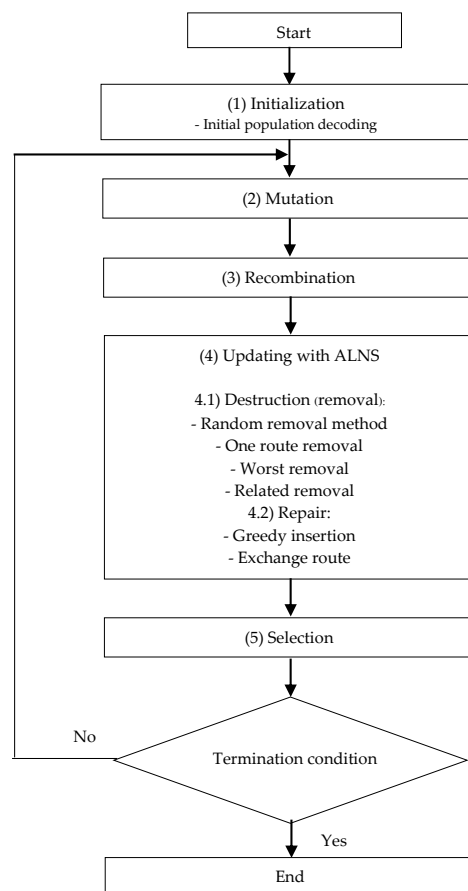 Start
(1) Initialization
- Initial population decoding
(2) Mutation
(3) Recombination
(4) Updating with ALNS
4.1) Destruction (removal):
- Random removal method
- One route removal
- Worst removal
- Related removal
4.2) Repair:
- Greedy insertion
- Exchange route
(5) Selection
No
Termination condition
Yes
End